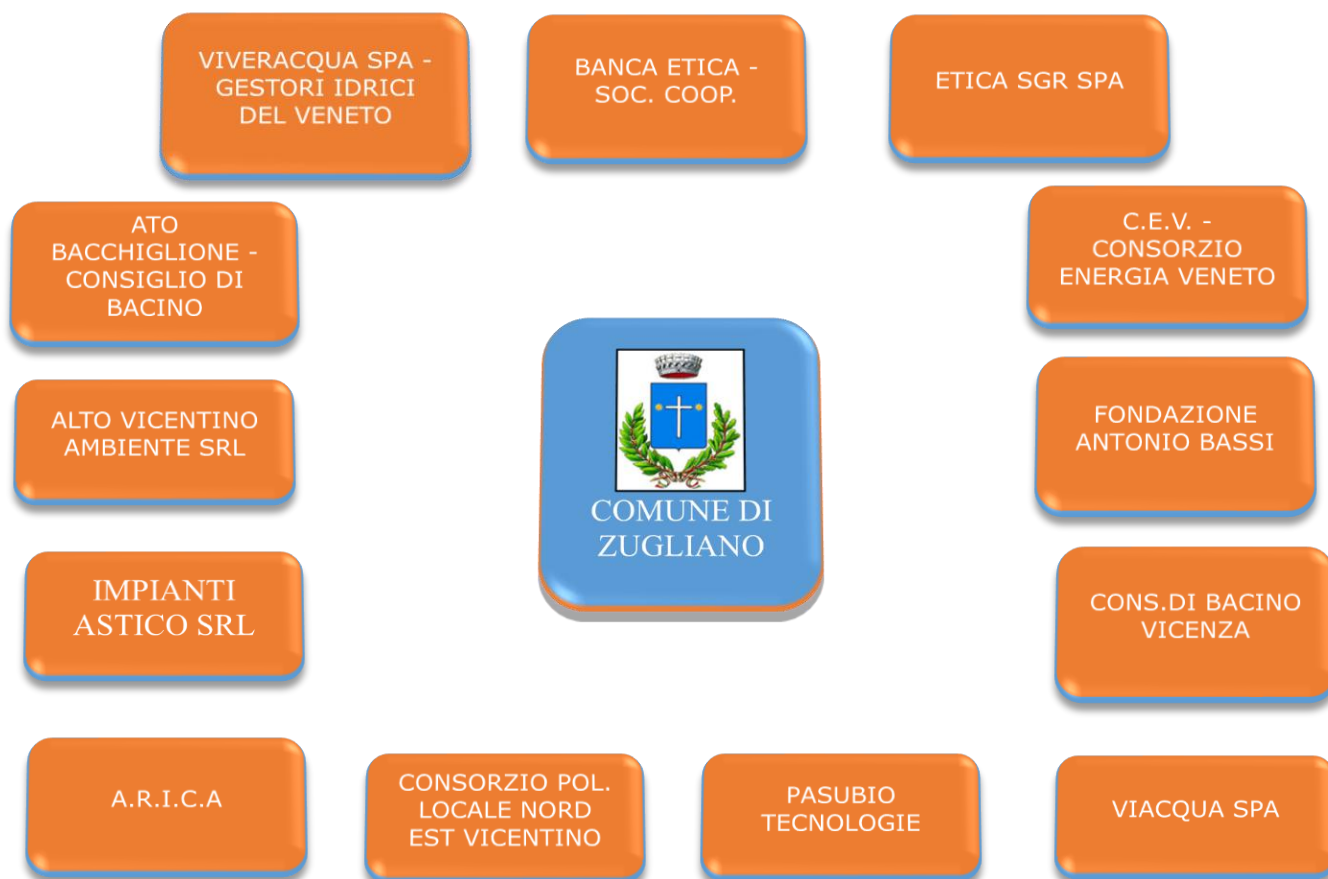 VIVERACQUA SPA -
GESTORI IDRICI
DEL VENETO
BANCA ETICA -
SOC. COOP.
ETICA SGR SPA
ATO
BACCHIGLIONE -
CONSIGLIO DI
BACINO
C.E.V. -
CONSORZIO
ENERGIA VENETO
ALTO VICENTINO
AMBIENTE SRL
COMUNE DI
ZUGLIANO
FONDAZIONE
ANTONIO BASSI
IMPIANTI
ASTICO SRL
CONS.DI BACINO
VICENZA
A.R.I.C.A
CONSORZIO POL.
LOCALE NORD
EST VICENTINO
PASUBIO
TECNOLOGIE
VIACQUA SPA